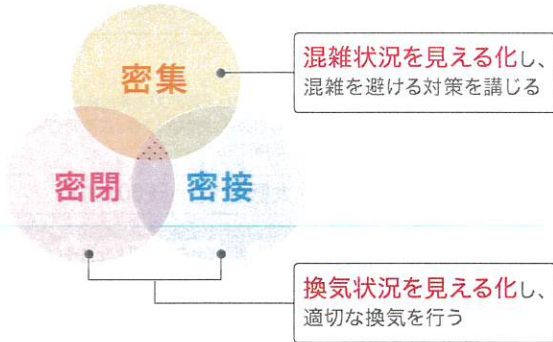 密集
混雑状況を見える化し、
混雑を避ける対策を講じる
密閉
密接
換気状況を見える化し、
適切な換気を行う